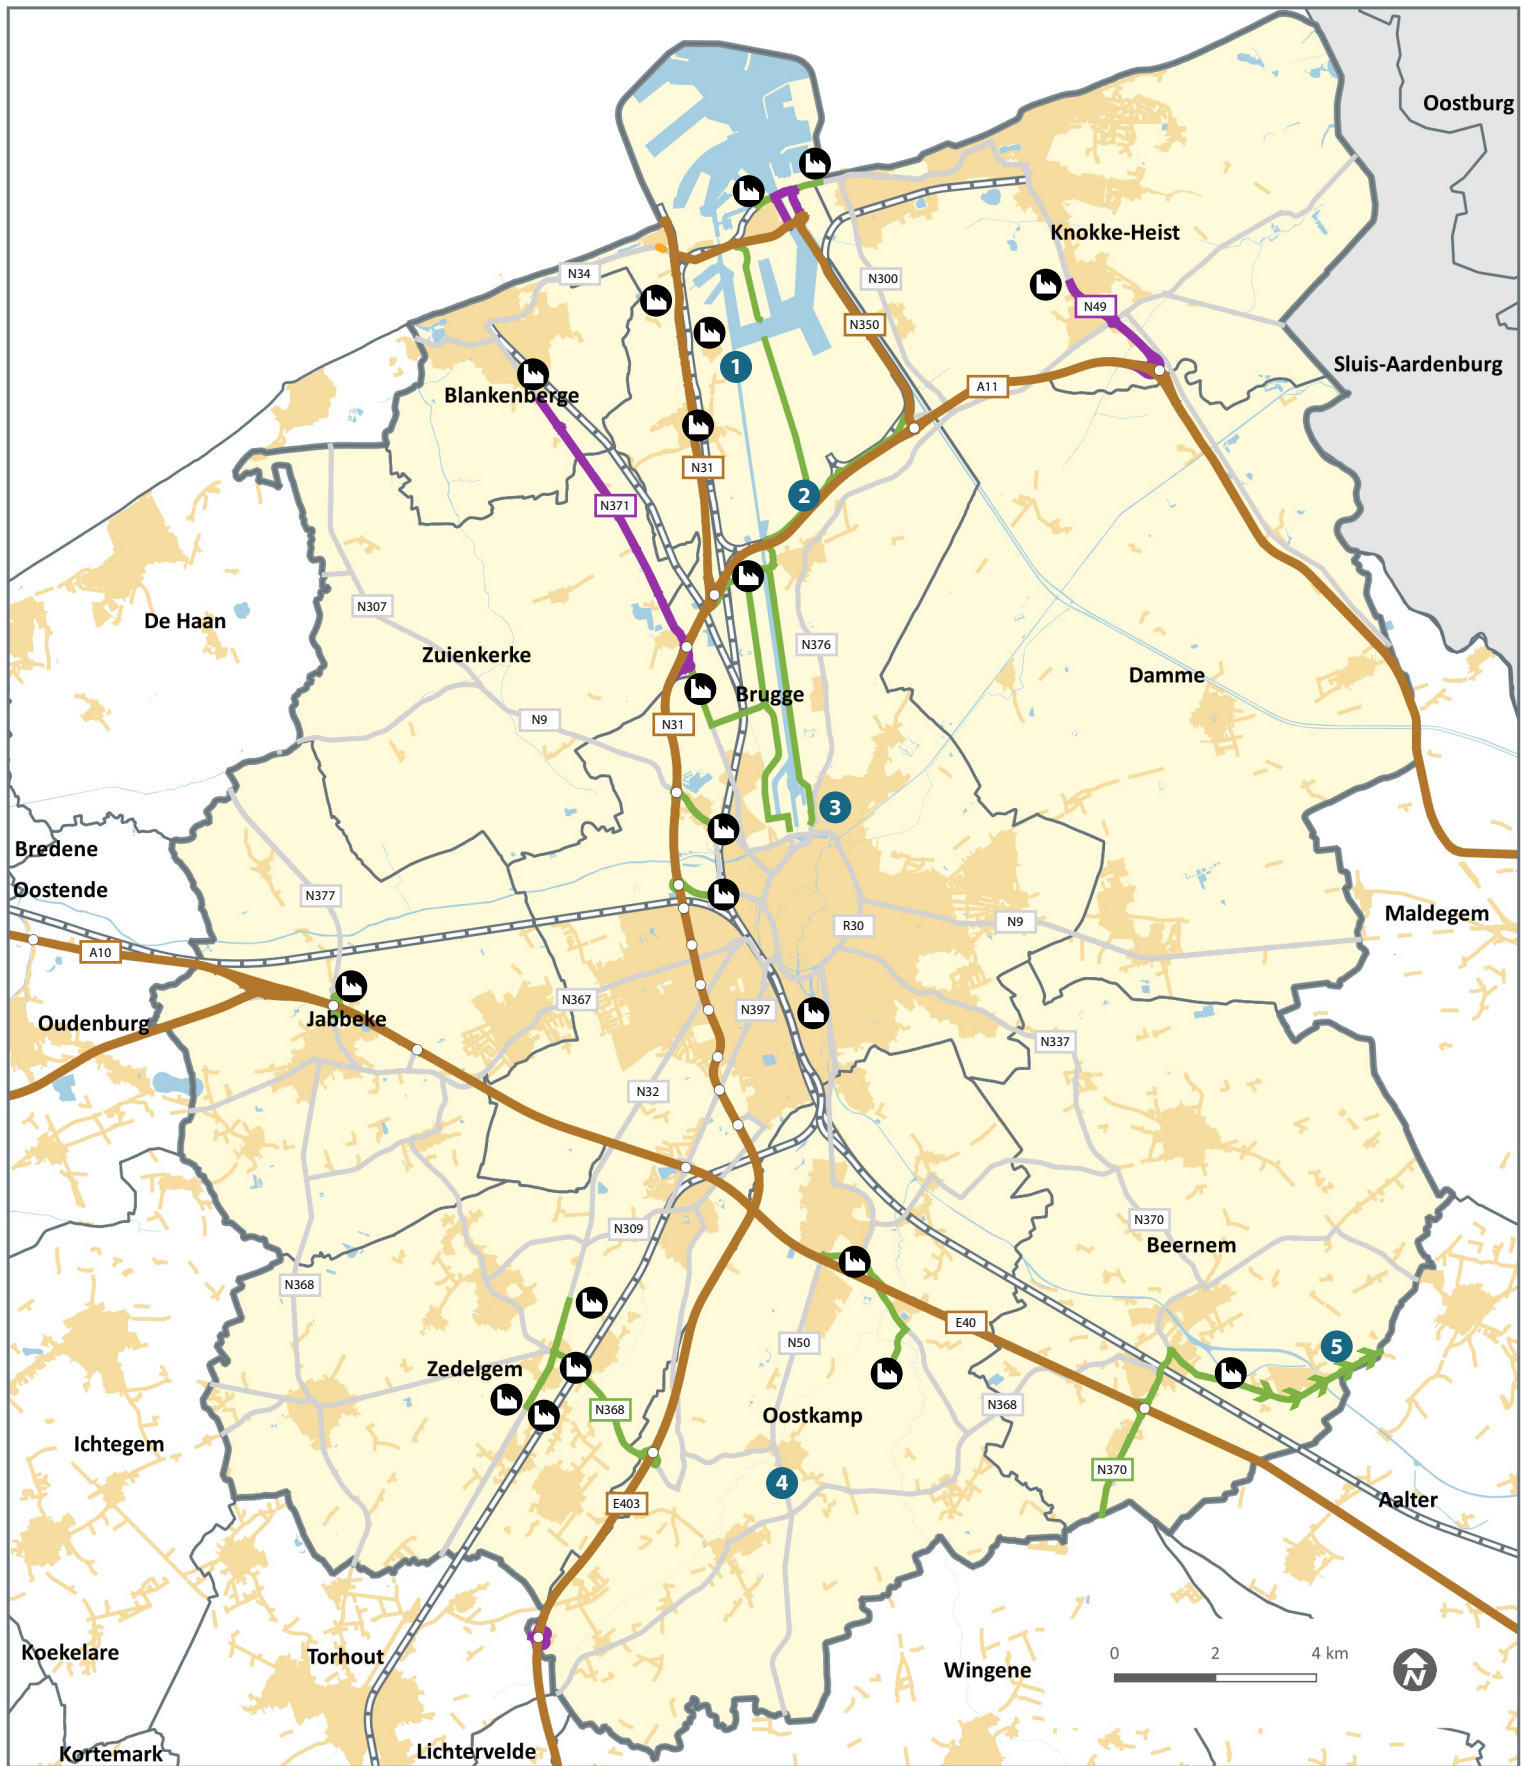 Oostburg
Knokke-Heist
N34
N300
N49
N350
1
Sluis-Aardenburg
A11
Blankenberge
N31
2
N371
N307
De Haan
N376
Zuienkerke
Damme
Brugge
N9
N31
3
Bredene
Oostende
N377
Maldegem
R30
N9
A10
N367
N397
Oudenburg
Jabbeke
N337
N32
N370
N309
Beernem
N368
E40
N50
5
Zedelgem
N368
N368
Oostkamp
Ichtegem
N370
4
Aalter
E403
Koekelare
Torhout
0 2 4 km
Wingene
N
Kortemark
Lichtervelde